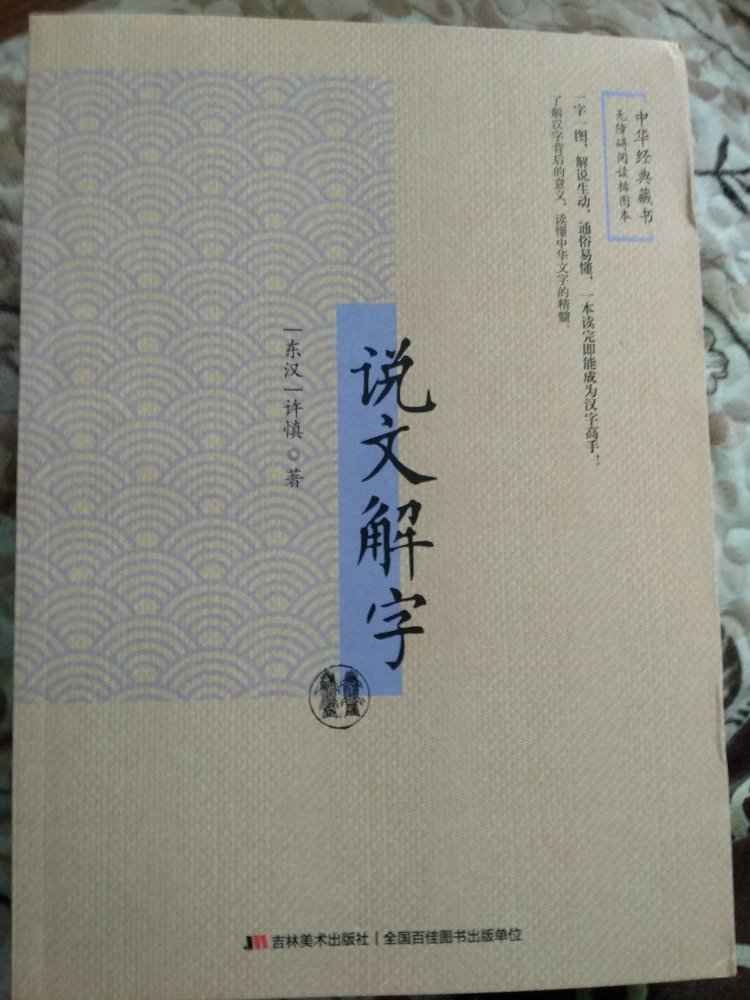 中华经典藏书
无障碍阅读插图本
一字一图，解说生动，通俗易懂，一本读完即能成为汉字高手！
了解汉字背后的意义，读懂中华文字的精髓。
说文解字
［东汉］许慎◎著
吉林美术出版社｜全国百佳图书出版单位